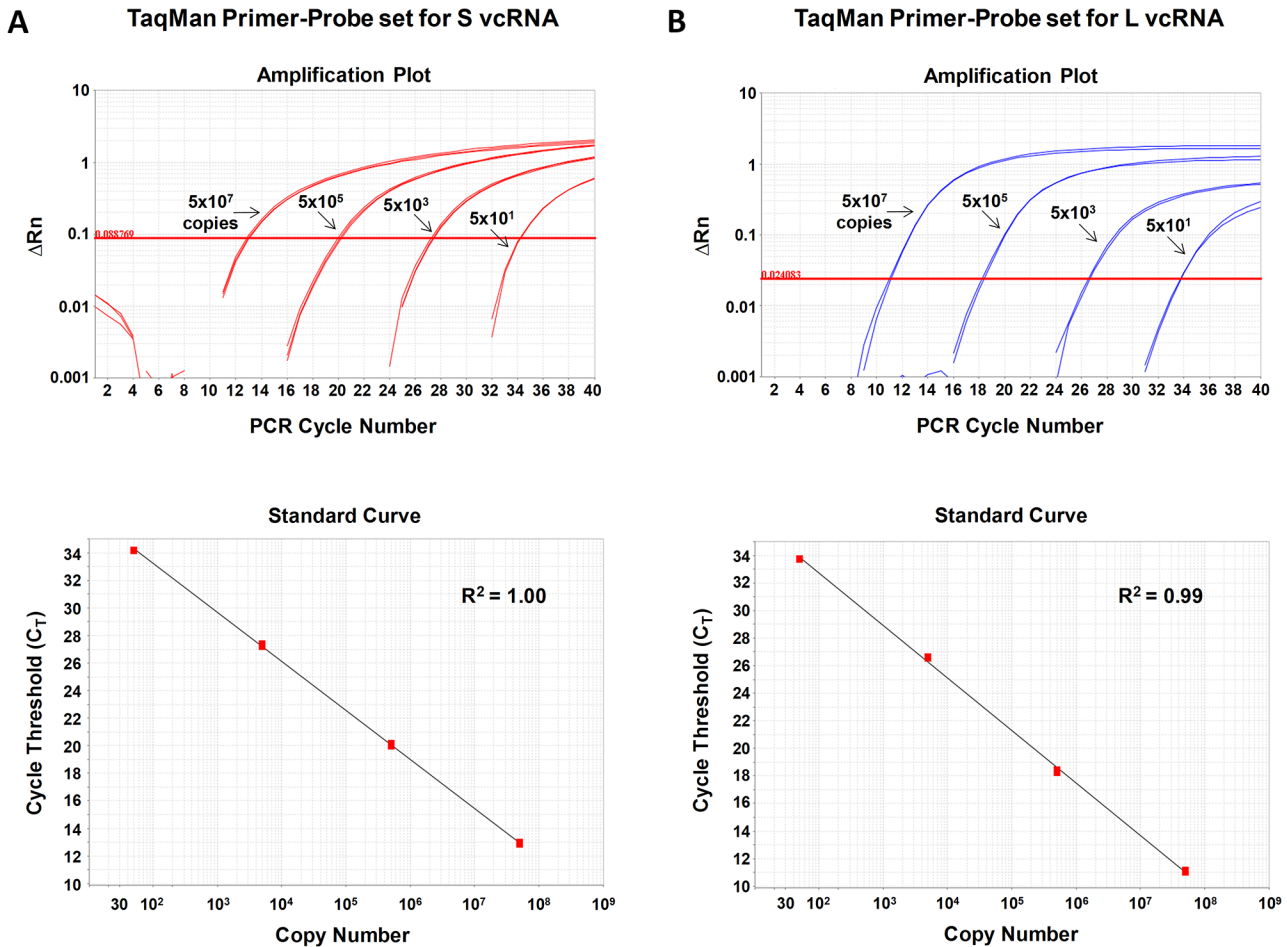 A
TaqMan Primer-Probe set for S vcRNA
Amplification Plot
10
1
0.1
0.01
0.001
ΔRn
0.088769
5x10⁷
copies
5x10⁵
5x10³
5x10¹
2 4 6 8 10 12 14 16 18 20 22 24 26 28 30 32 34 36 38 40
PCR Cycle Number
Standard Curve
34
32
30
28
26
24
22
20
18
16
14
12
10
Cycle Threshold (C_T)
R² = 1.00
30 10² 10³ 10⁴ 10⁵ 10⁶ 10⁷ 10⁸ 10⁹
Copy Number
B
TaqMan Primer-Probe set for L vcRNA
Amplification Plot
10
1
0.1
0.01
0.001
ΔRn
0.024083
5x10⁷
copies
5x10⁵
5x10³
5x10¹
2 4 6 8 10 12 14 16 18 20 22 24 26 28 30 32 34 36 38 40
PCR Cycle Number
Standard Curve
34
32
30
28
26
24
22
20
18
16
14
12
10
Cycle Threshold (C_T)
R² = 0.99
30 10² 10³ 10⁴ 10⁵ 10⁶ 10⁷ 10⁸ 10⁹
Copy Number